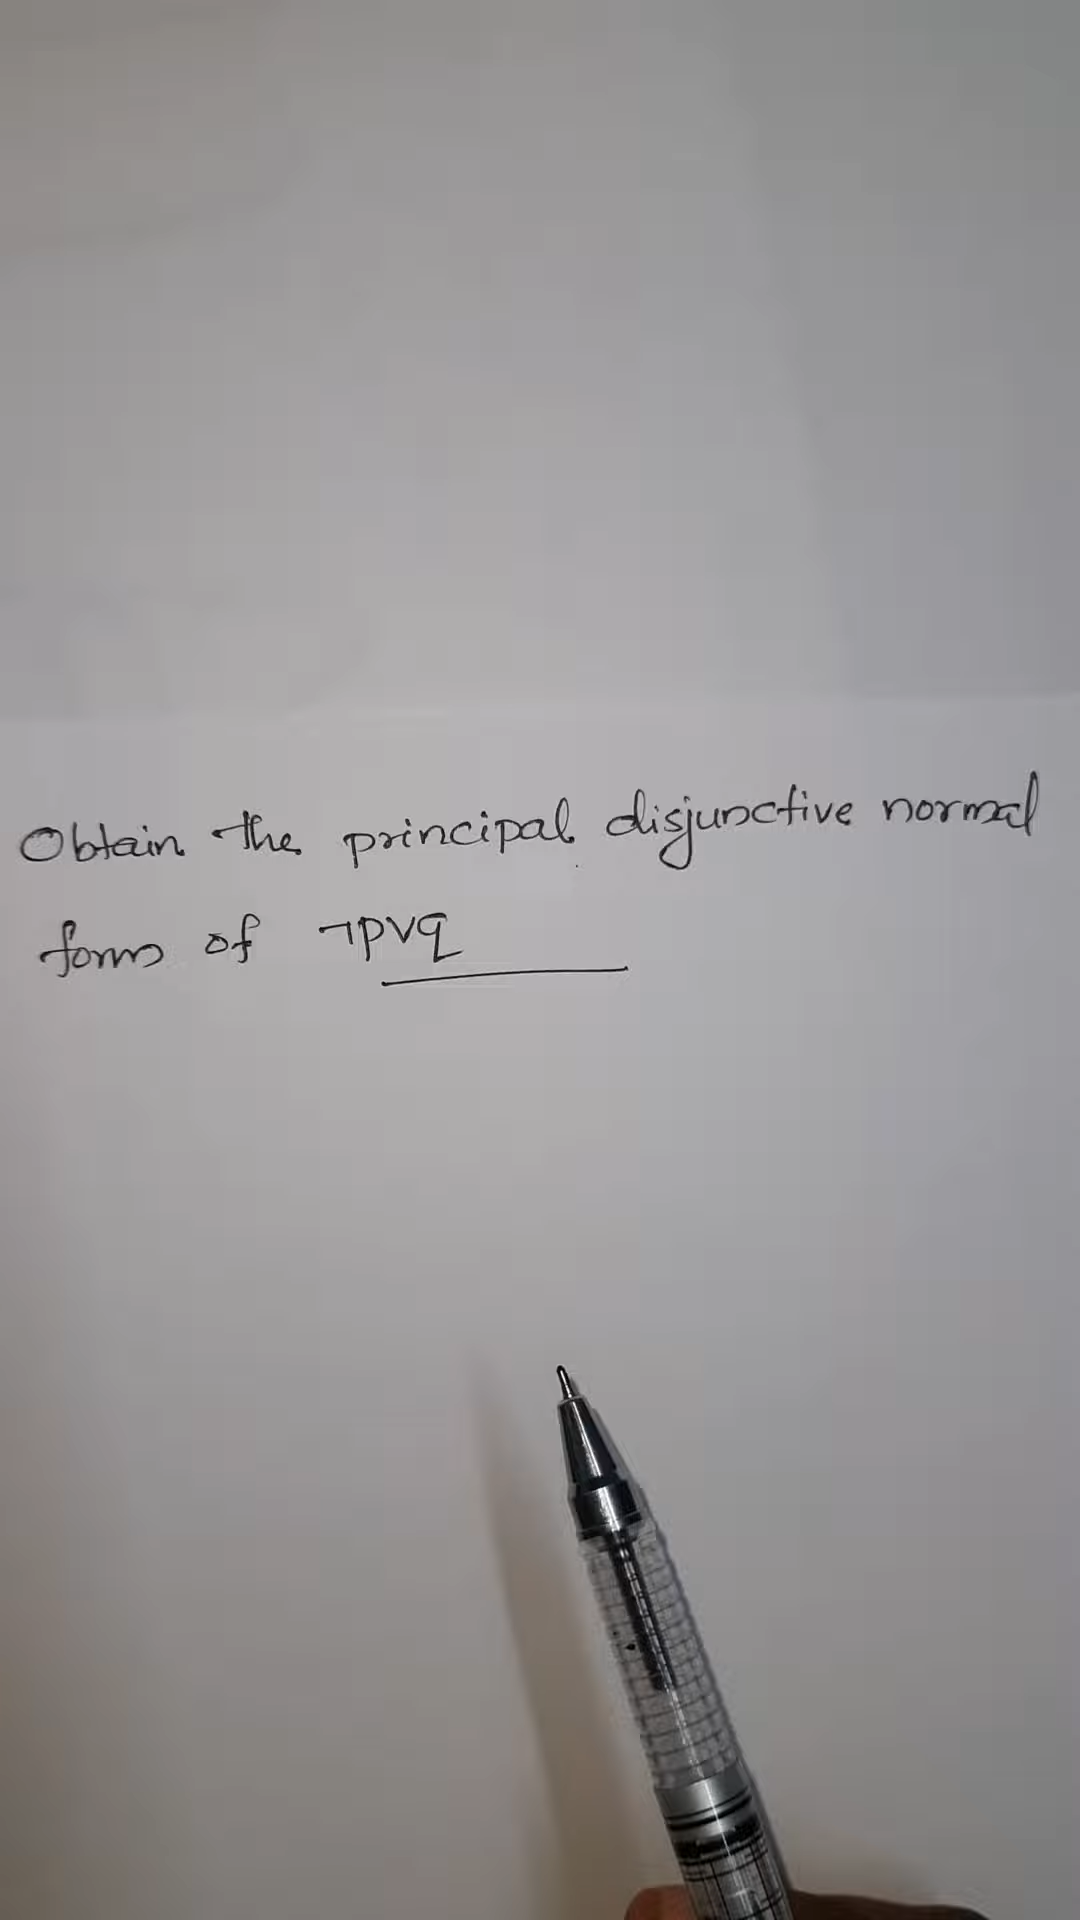 Obtain the principal disjunctive normal
form of ¬p∨q